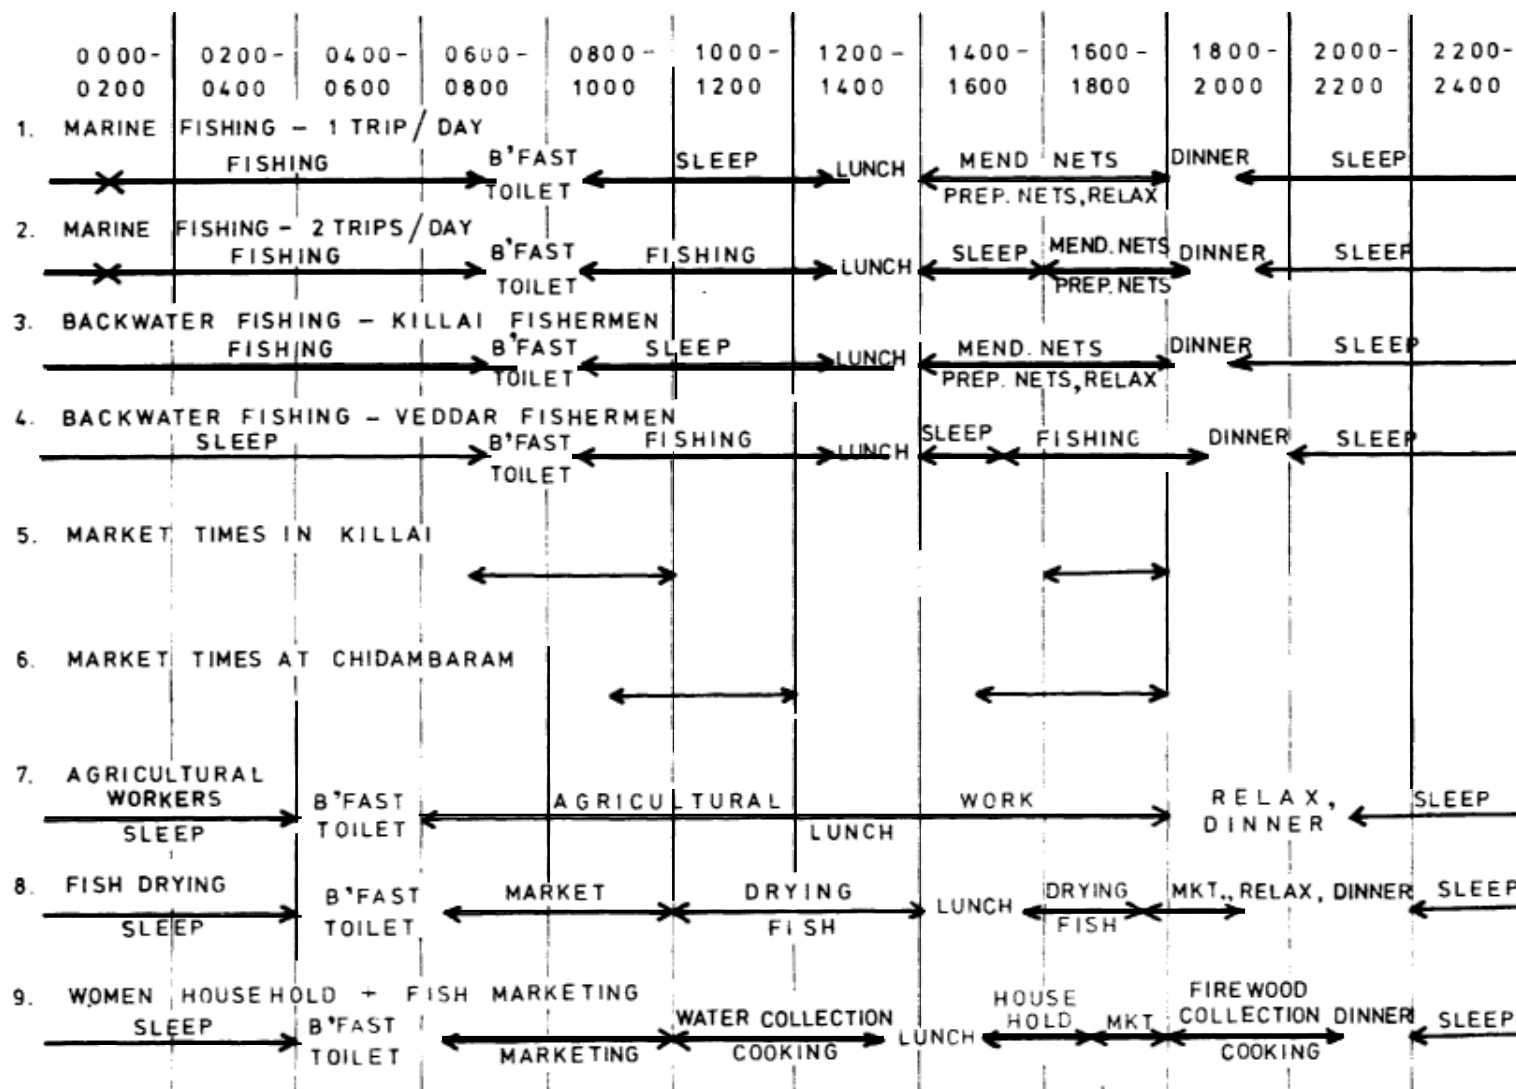 0000- 0200- 0400- 0600- 0800- 1000- 1200- 1400- 1600- 1800- 2000- 2200-
0200 0400 0600 0800 1000 1200 1400 1600 1800 2000 2200 2400
1. MARINE FISHING - 1 TRIP / DAY
FISHING B'FAST SLEEP LUNCH MEND NETS DINNER SLEEP
TOILET PREP. NETS, RELAX
2. MARINE FISHING - 2 TRIPS / DAY
FISHING B'FAST FISHING LUNCH SLEEP MEND. NETS DINNER SLEEP
TOILET PREP. NETS
3. BACKWATER FISHING - KILLAI FISHERMEN
FISHING B'FAST SLEEP LUNCH MEND. NETS DINNER SLEEP
TOILET PREP. NETS, RELAX
4. BACKWATER FISHING - VEDDAR FISHERMEN
SLEEP B'FAST FISHING LUNCH SLEEP FISHING DINNER SLEEP
TOILET
5. MARKET TIMES IN KILLAI
6. MARKET TIMES AT CHIDAMBARAM
7. AGRICULTURAL
WORKERS B'FAST AGRICULTURAL WORK RELAX, SLEEP
SLEEP TOILET LUNCH DINNER
8. FISH DRYING
B'FAST MARKET DRYING LUNCH DRYING MKT., RELAX, DINNER SLEEP
SLEEP TOILET FISH FISH
9. WOMEN HOUSEHOLD + FISH MARKETING
SLEEP B'FAST WATER COLLECTION LUNCH HOUSE HOLD MKT FIREWOOD COLLECTION DINNER SLEEP
TOILET MARKETING COOKING COOKING